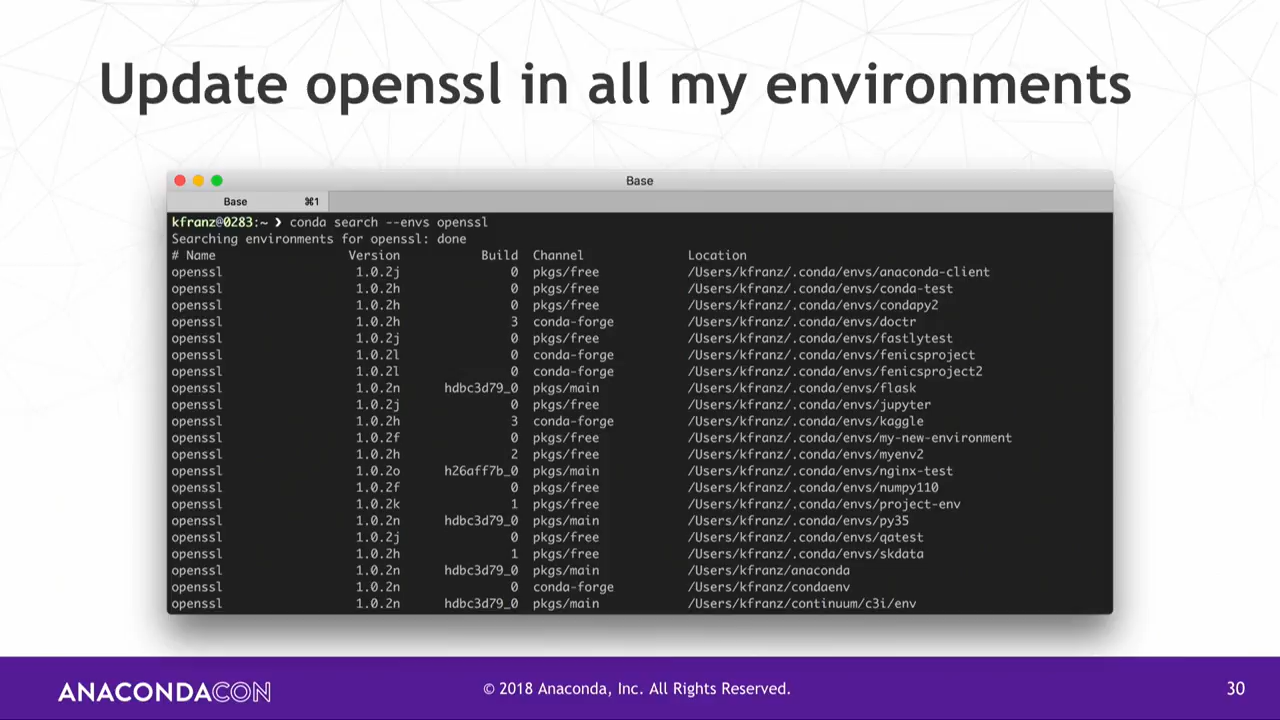 Update openssl in all my environments
Base
Base ⌘1
kfranz@0283:~ ❯ conda search --envs openssl
Searching environments for openssl: done
# Name Version Build Channel Location
openssl 1.0.2j 0 pkgs/free /Users/kfranz/.conda/envs/anaconda-client
openssl 1.0.2h 0 pkgs/free /Users/kfranz/.conda/envs/conda-test
openssl 1.0.2h 0 pkgs/free /Users/kfranz/.conda/envs/condapy2
openssl 1.0.2h 3 conda-forge /Users/kfranz/.conda/envs/doctr
openssl 1.0.2j 0 pkgs/free /Users/kfranz/.conda/envs/fastlytest
openssl 1.0.2l 0 conda-forge /Users/kfranz/.conda/envs/fenicsproject
openssl 1.0.2l 0 conda-forge /Users/kfranz/.conda/envs/fenicsproject2
openssl 1.0.2n hdbc3d79_0 pkgs/main /Users/kfranz/.conda/envs/flask
openssl 1.0.2j 0 pkgs/free /Users/kfranz/.conda/envs/jupyter
openssl 1.0.2h 3 conda-forge /Users/kfranz/.conda/envs/kaggle
openssl 1.0.2f 0 pkgs/free /Users/kfranz/.conda/envs/my-new-environment
openssl 1.0.2h 2 pkgs/free /Users/kfranz/.conda/envs/myenv2
openssl 1.0.2o h26aff7b_0 pkgs/main /Users/kfranz/.conda/envs/nginx-test
openssl 1.0.2f 0 pkgs/free /Users/kfranz/.conda/envs/numpy110
openssl 1.0.2k 1 pkgs/free /Users/kfranz/.conda/envs/project-env
openssl 1.0.2n hdbc3d79_0 pkgs/main /Users/kfranz/.conda/envs/py35
openssl 1.0.2j 0 pkgs/free /Users/kfranz/.conda/envs/qatest
openssl 1.0.2h 1 pkgs/free /Users/kfranz/.conda/envs/skdata
openssl 1.0.2n hdbc3d79_0 pkgs/main /Users/kfranz/anaconda
openssl 1.0.2n 0 conda-forge /Users/kfranz/condaenv
openssl 1.0.2n hdbc3d79_0 pkgs/main /Users/kfranz/continuum/c3i/env
ANACONDACON
© 2018 Anaconda, Inc. All Rights Reserved.
30